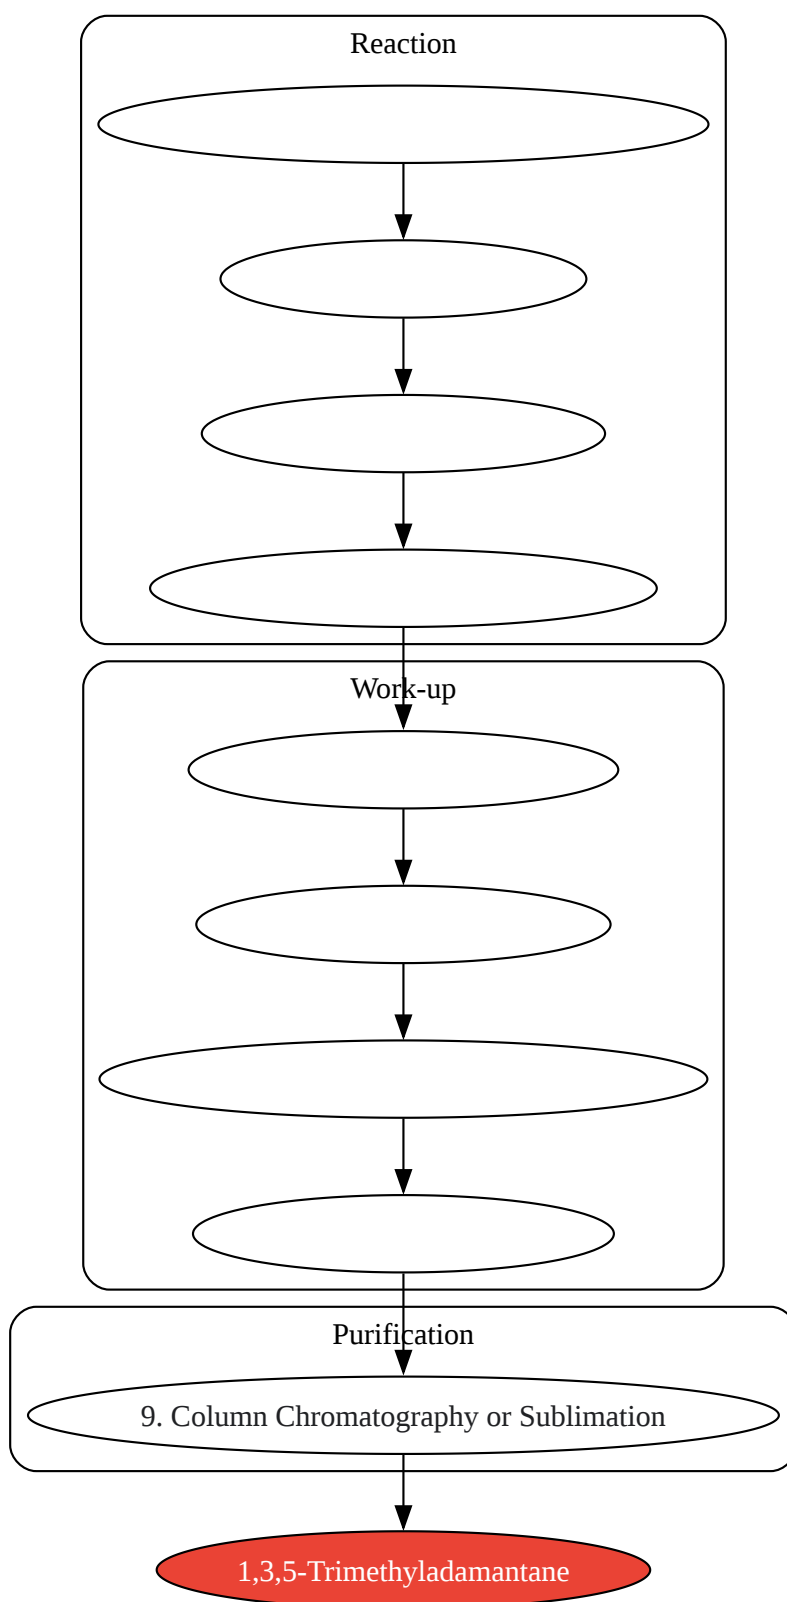 Reaction
Work-up
Purification
9. Column Chromatography or Sublimation
1,3,5-Trimethyladamantane